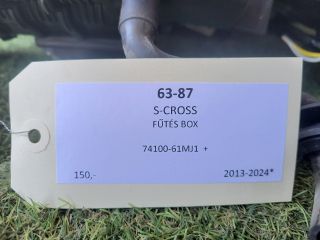 63-87
S-CROSS
FŰTÉS BOX
74100-61MJ1 +
150,- 2013-2024*